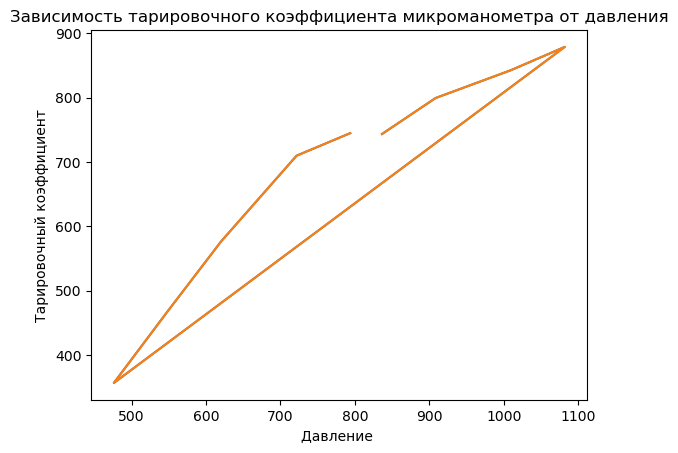 Зависимость тарировочного коэффициента микроманометра от давления
Тарировочный коэффициент
900
800
700
600
500
400
500 600 700 800 900 1000 1100
Давление